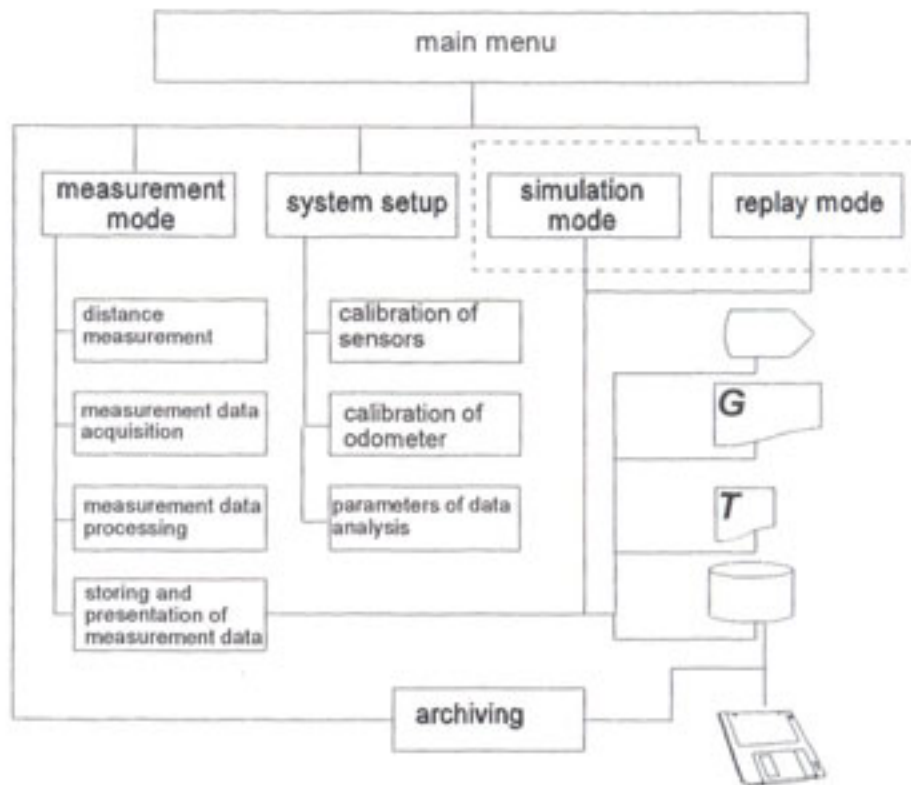 main menu
measurement
mode
system setup
simulation
mode
replay mode
distance
measurement
calibration of
sensors
measurement data
acquisition
calibration of
odometer
G
measurement data
processing
parameters of data
analysis
T
storing and
presentation of
measurement data
archiving